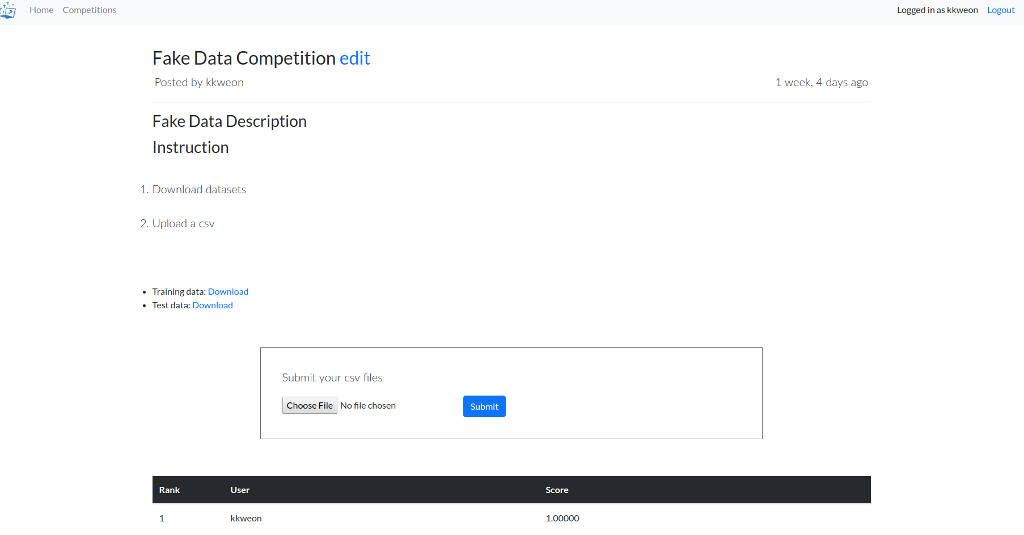 Home Competitions Logged in as kkweon Logout
Fake Data Competition edit
Posted by kkweon 1 week, 4 days ago
Fake Data Description
Instruction
1. Download datasets
2. Upload a csv
• Training data: Download
• Test data: Download
Submit your csv files
Choose File No file chosen Submit
Rank User Score
1 kkweon 1.00000